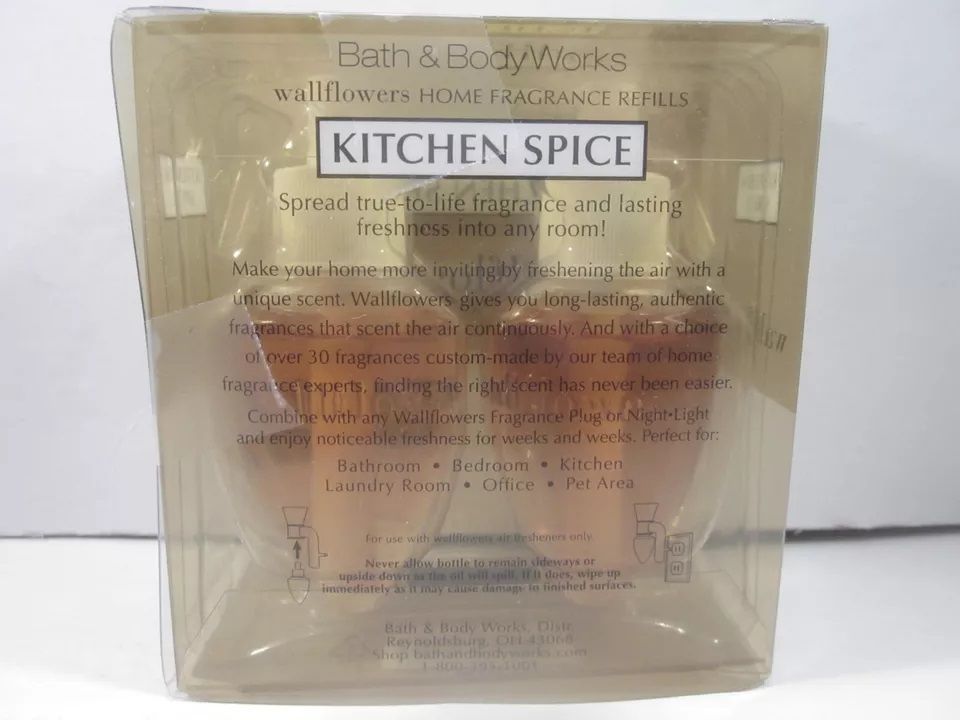 Bath & Body Works
wallflowers HOME FRAGRANCE REFILLS
KITCHEN SPICE
Spread true-to-life fragrance and lasting
freshness into any room!
Make your home more inviting by freshening the air with a
unique scent. Wallflowers gives you long-lasting, authentic
fragrances that scent the air continuously. And with a choice
of over 30 fragrances custom-made by our team of home
fragrance experts, finding the right scent has never been easier.
Combine with any Wallflowers Fragrance Plug or Night•Light
and enjoy noticeable freshness for weeks and weeks. Perfect for:
Bathroom • Bedroom • Kitchen
Laundry Room • Office • Pet Area
For use with wallflowers air fresheners only.
Never allow bottle to remain sideways or
upside down as the oil will spill. If it does, wipe up
immediately as it may cause damage to finished surfaces.
Bath & Body Works, Distr.
Reynoldsburg, OH 43068
Shop bathandbodyworks.com